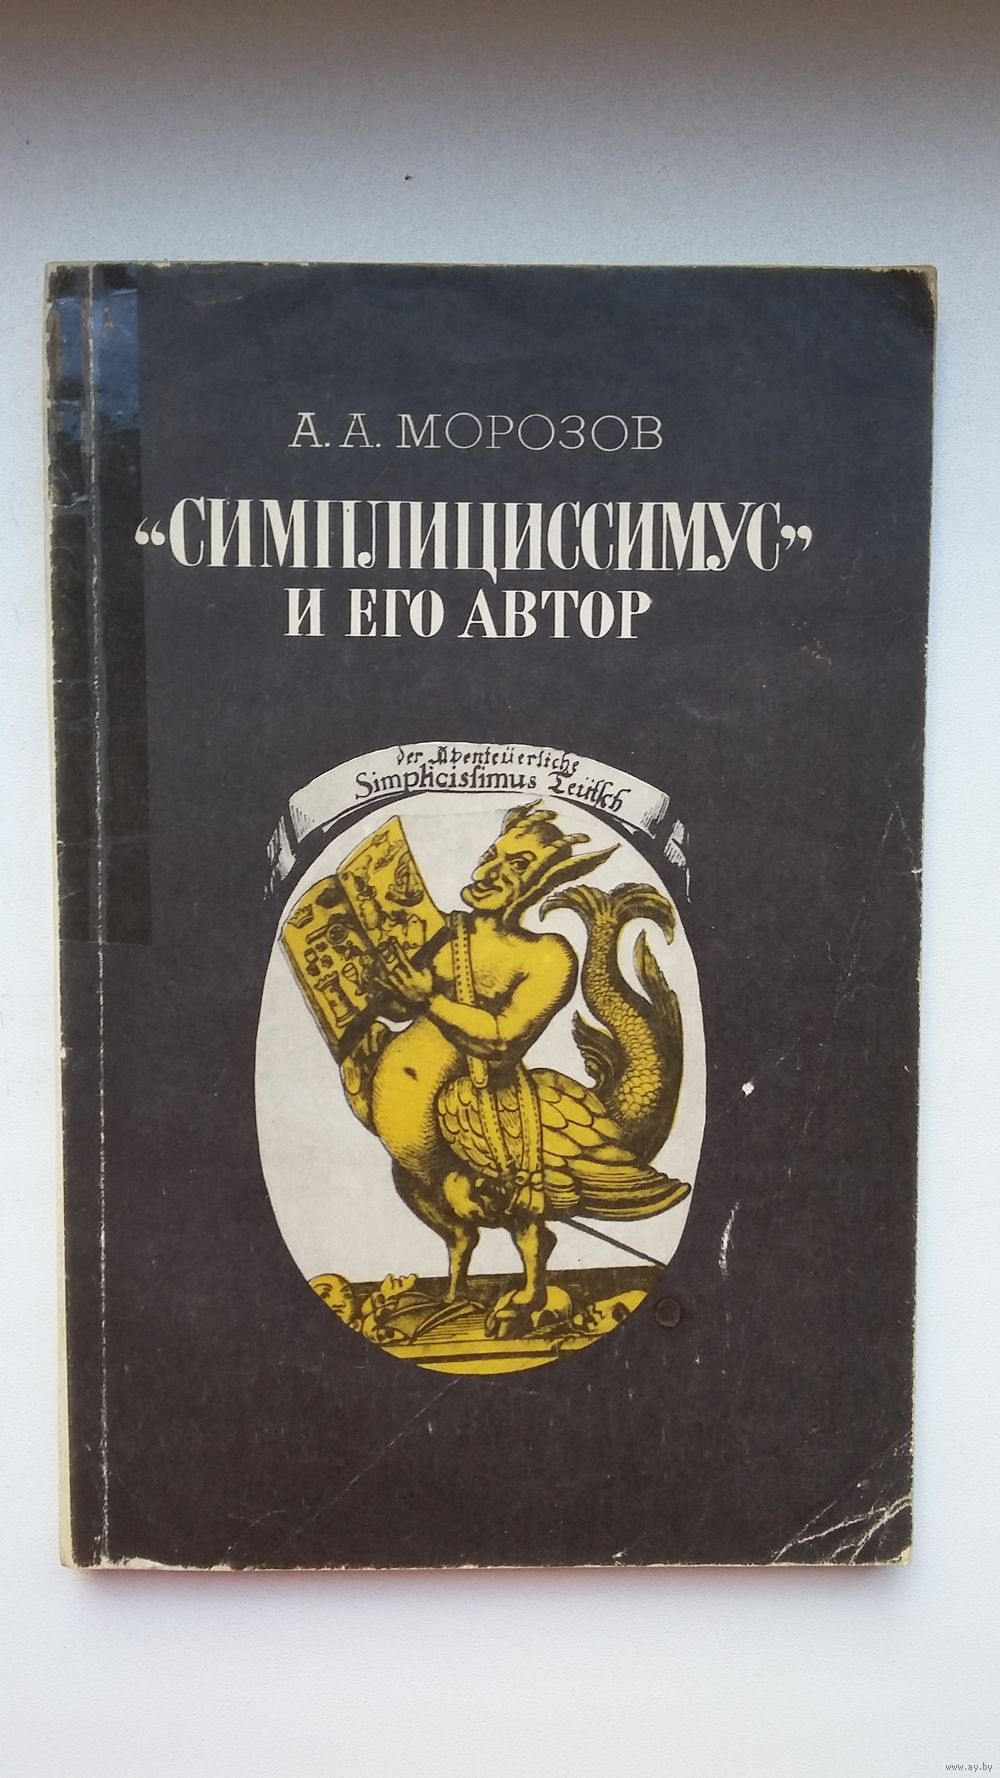 А. А. МОРОЗОВ
“СИМПЛИЦИССИМУС”
И ЕГО АВТОР
der Abenteüerliche
Simplicissimus Teütsch
www.ay.by